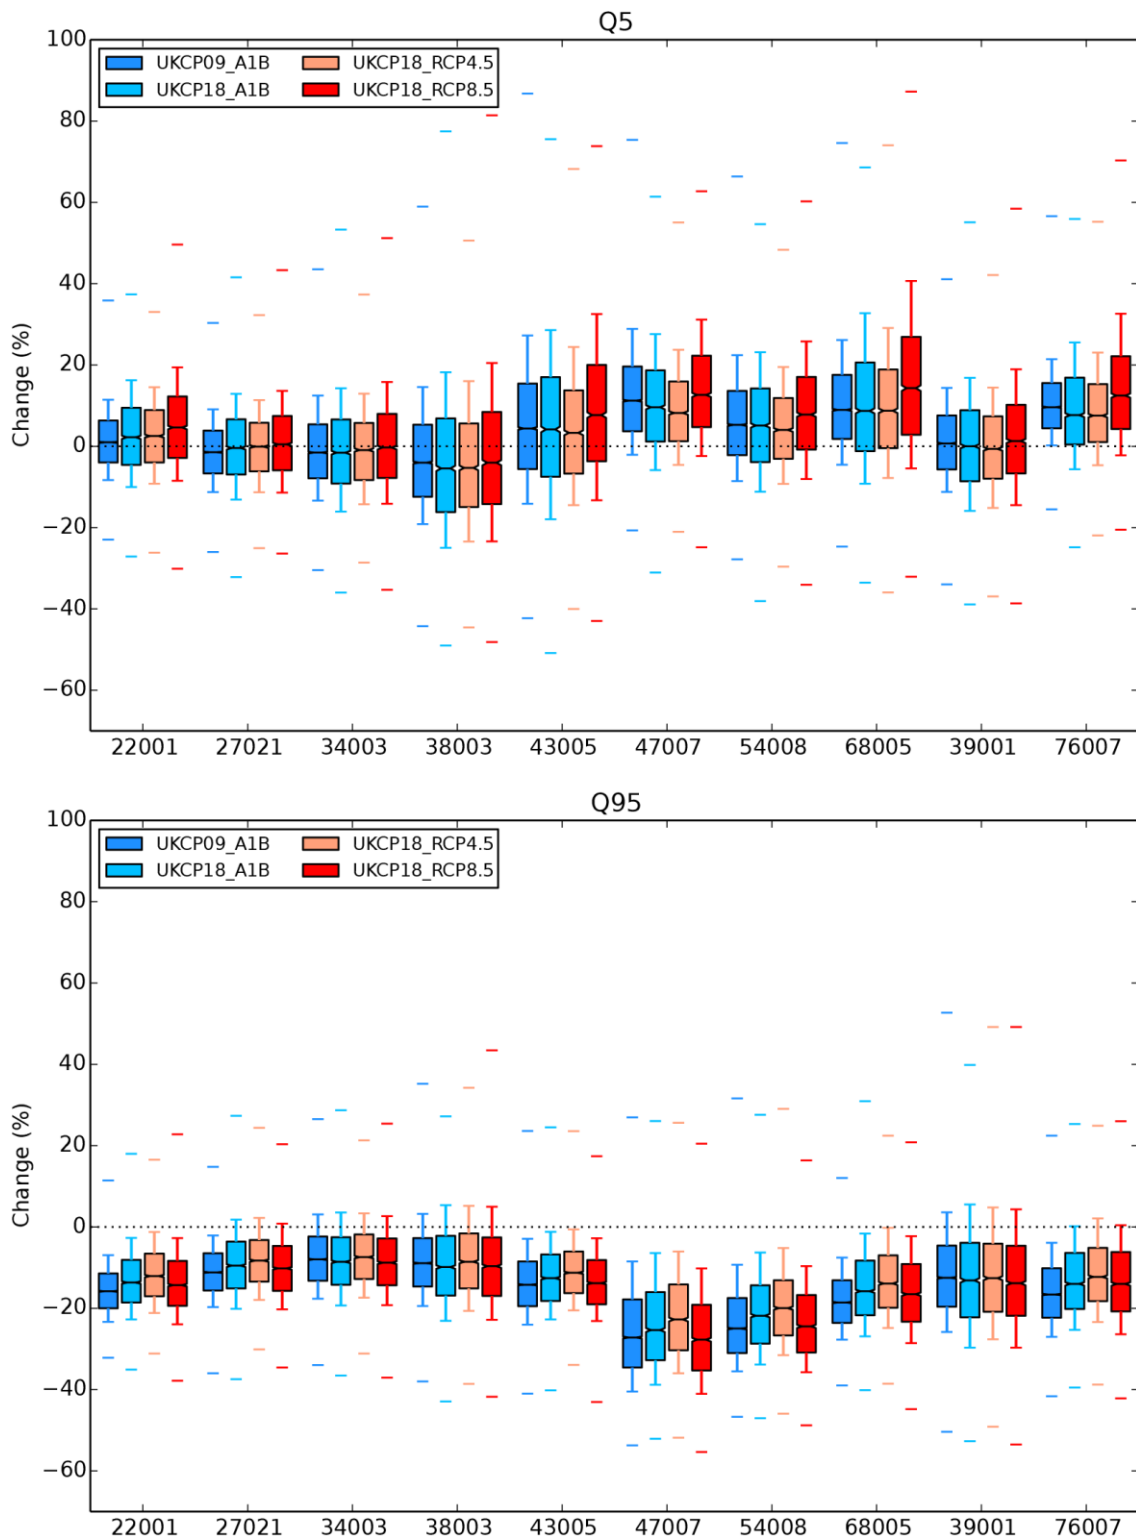 Q5
100
UKCP09_A1B UKCP18_RCP4.5
UKCP18_A1B UKCP18_RCP8.5
80
60
40
20
0
−20
−40
−60
Change (%)
22001 27021 34003 38003 43005 47007 54008 68005 39001 76007
Q95
100
UKCP09_A1B UKCP18_RCP4.5
UKCP18_A1B UKCP18_RCP8.5
80
60
40
20
0
−20
−40
−60
Change (%)
22001 27021 34003 38003 43005 47007 54008 68005 39001 76007